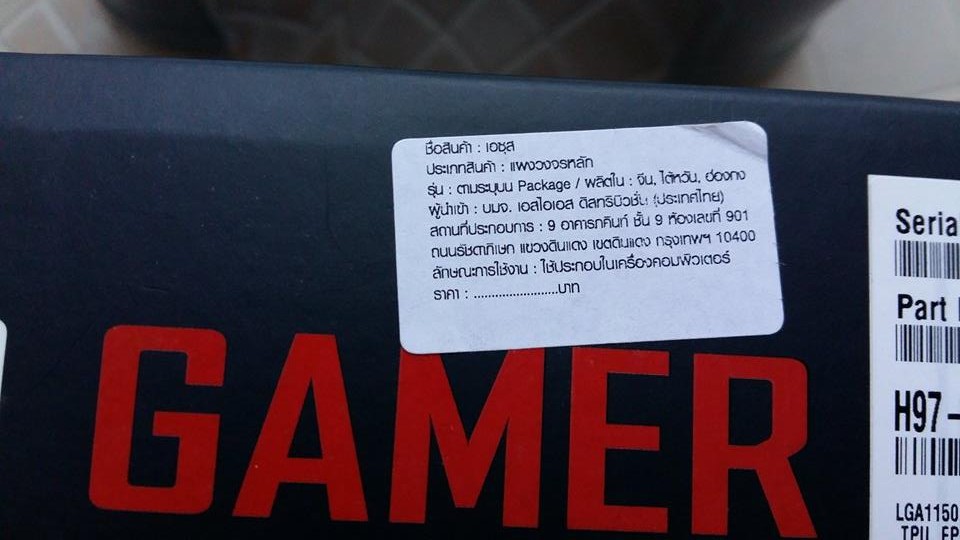 ชื่อสินค้า : เอซุส
ประเภทสินค้า : แผงวงจรหลัก
รุ่น : ตามระบุบน Package / ผลิตใน : จีน, ไต้หวัน, ฮ่องกง
ผู้นำเข้า : บมจ. เอสไอเอส ดิสทริบิวชั่น (ประเทศไทย)
สถานที่ประกอบการ : 9 อาคารภคินท์ ชั้น 9 ห้องเลขที่ 901
ถนนรัชดาภิเษก แขวงดินแดง เขตดินแดง กรุงเทพฯ 10400
ลักษณะการใช้งาน : ใช้ประกอบในเครื่องคอมพิวเตอร์
ราคา : ........................บาท
GAMER
Seria
Part
H97-
LGA1150
TPU